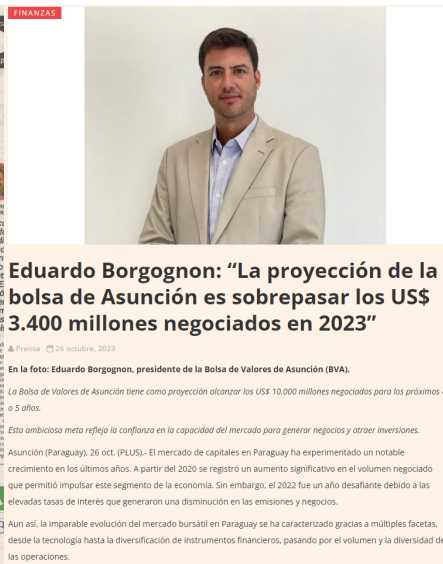 FINANZAS
Eduardo Borgognon: “La proyección de la
bolsa de Asunción es sobrepasar los US$
3.400 millones negociados en 2023”
Prensa 26 octubre, 2023
En la foto: Eduardo Borgognon, presidente de la Bolsa de Valores de Asunción (BVA).
La Bolsa de Valores de Asunción tiene como proyección alcanzar los US$ 10.000 millones negociados para los próximos
o 5 años.
Esta ambiciosa meta refleja la confianza en la capacidad del mercado para generar negocios y atraer inversiones.
Asunción (Paraguay), 26 oct. (PLUS).- El mercado de capitales en Paraguay ha experimentado un notable
crecimiento en los últimos años. A partir del 2020 se registró un aumento significativo en el volumen negociado
que permitió impulsar este segmento de la economía. Sin embargo, el 2022 fue un año desafiante debido a las
elevadas tasas de interés que generaron una disminución en las emisiones y negocios.
Aun así, la imparable evolución del mercado bursátil en Paraguay se ha caracterizado gracias a múltiples facetas,
desde la tecnología hasta la diversificación de instrumentos financieros, pasando por el volumen y la diversidad de
las operaciones.